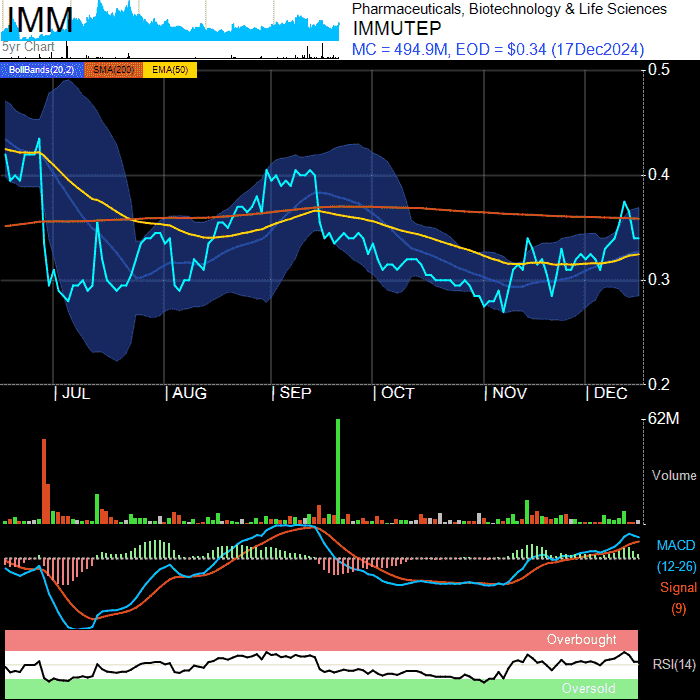 IMM
5yr Chart
Pharmaceuticals, Biotechnology & Life Sciences
IMMUTEP
MC = 494.9M, EOD = $0.34 (17Dec2024)
BollBands(20,2) SMA(200) EMA(50)
0.5
0.4
0.3
0.2
JUL AUG SEP OCT NOV DEC
62M
Volume
MACD
(12-26)
Signal
(9)
Overbought
RSI(14)
Oversold